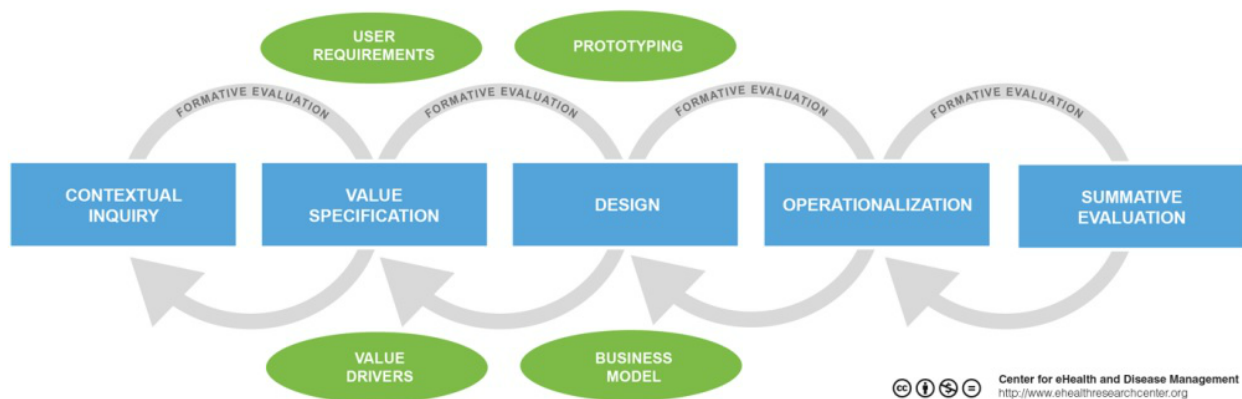 USER
REQUIREMENTS
PROTOTYPING
FORMATIVE EVALUATION
FORMATIVE EVALUATION
FORMATIVE EVALUATION
FORMATIVE EVALUATION
CONTEXTUAL
INQUIRY
VALUE
SPECIFICATION
DESIGN
OPERATIONALIZATION
SUMMATIVE
EVALUATION
VALUE
DRIVERS
BUSINESS
MODEL
cc
Center for eHealth and Disease Management
http://www.ehealthresearchcenter.org